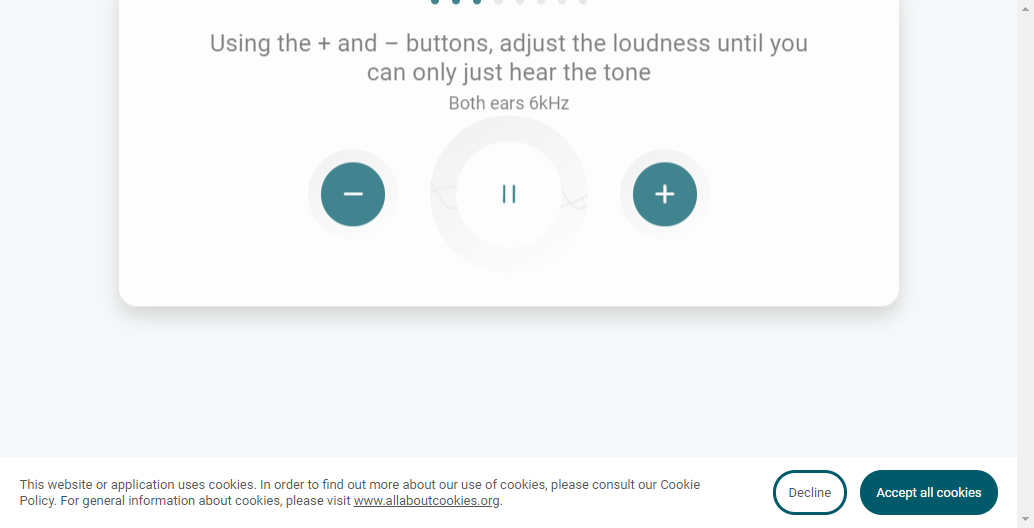 Using the + and – buttons, adjust the loudness until you
can only just hear the tone
Both ears 6kHz
This website or application uses cookies. In order to find out more about our use of cookies, please consult our Cookie
Policy. For general information about cookies, please visit www.allaboutcookies.org.
Decline
Accept all cookies